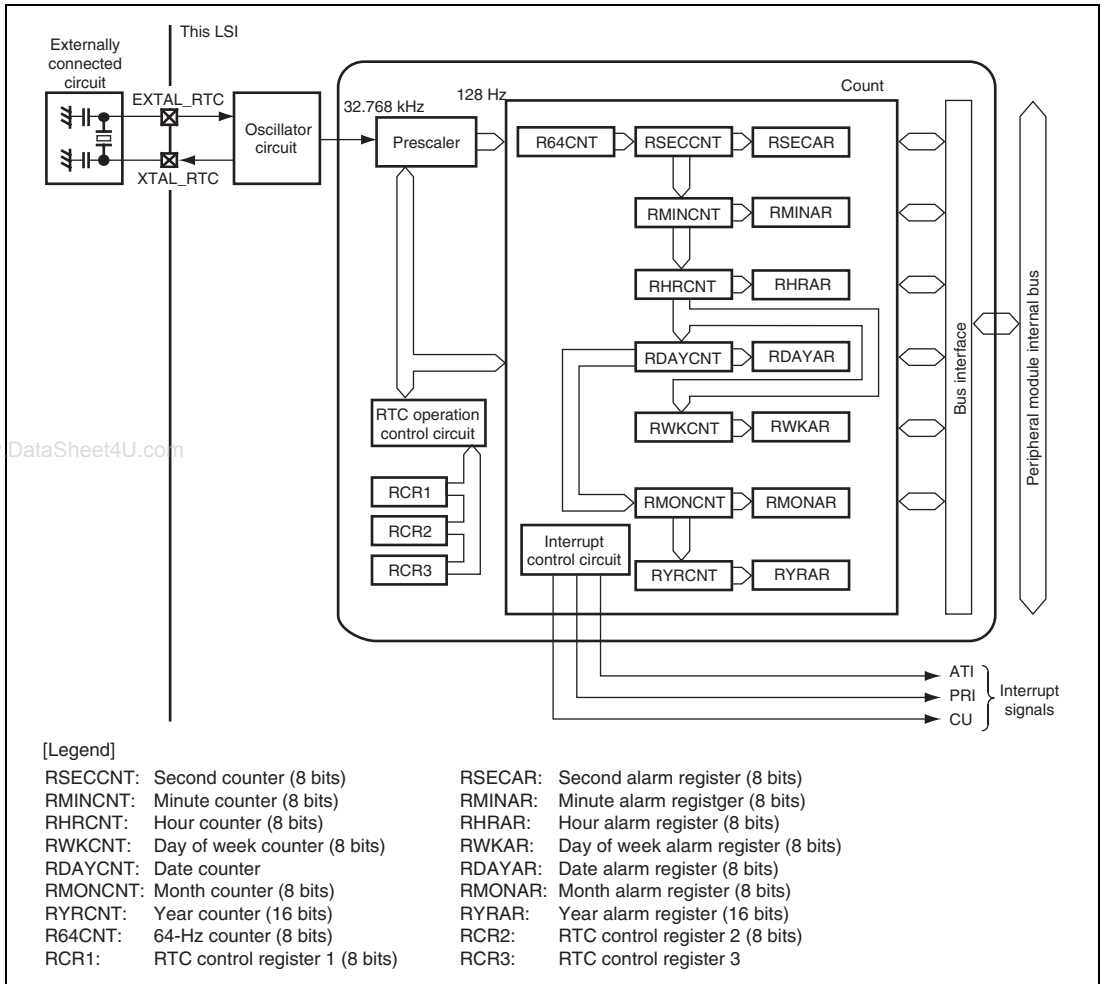 This LSI
Externally
connected
circuit
EXTAL_RTC
XTAL_RTC
Oscillator
circuit
32.768 kHz
Prescaler
128 Hz
Count
R64CNT
RSECCNT
RSECAR
RMINCNT
RMINAR
RHRCNT
RHRAR
RDAYCNT
RDAYAR
RWKCNT
RWKAR
RMONCNT
RMONAR
RYRCNT
RYRAR
RTC operation
control circuit
RCR1
RCR2
RCR3
Interrupt
control circuit
Bus interface
Peripheral module internal bus
ATI
PRI
CU
Interrupt
signals
DataSheet4U.com
[Legend]
RSECCNT: Second counter (8 bits)
RMINCNT: Minute counter (8 bits)
RHRCNT: Hour counter (8 bits)
RWKCNT: Day of week counter (8 bits)
RDAYCNT: Date counter
RMONCNT: Month counter (8 bits)
RYRCNT: Year counter (16 bits)
R64CNT: 64-Hz counter (8 bits)
RCR1: RTC control register 1 (8 bits)
RSECAR: Second alarm register (8 bits)
RMINAR: Minute alarm registger (8 bits)
RHRAR: Hour alarm register (8 bits)
RWKAR: Day of week alarm register (8 bits)
RDAYAR: Date alarm register (8 bits)
RMONAR: Month alarm register (8 bits)
RYRAR: Year alarm register (16 bits)
RCR2: RTC control register 2 (8 bits)
RCR3: RTC control register 3